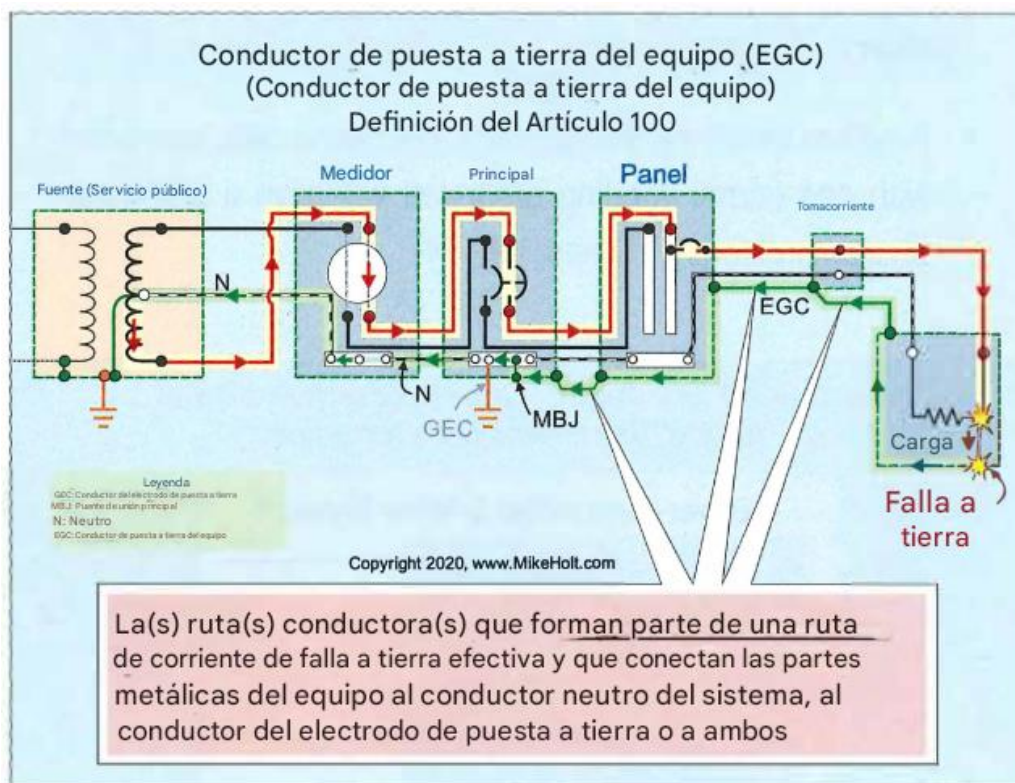 Conductor de puesta a tierra del equipo (EGC)
(Conductor de puesta a tierra del equipo)
Definición del Artículo 100
Fuente (Servicio público)
Medidor
Principal
Panel
Tomacorriente
N
EGC
N
GEC
MBJ
Carga
Falla a
tierra
Leyenda
GEC: Conductor del electrodo de puesta a tierra
MBJ: Puente de unión principal
N: Neutro
EGC: Conductor de puesta a tierra del equipo
Copyright 2020, www.MikeHolt.com
La(s) ruta(s) conductora(s) que forman parte de una ruta
de corriente de falla a tierra efectiva y que conectan las partes
metálicas del equipo al conductor neutro del sistema, al
conductor del electrodo de puesta a tierra o a ambos